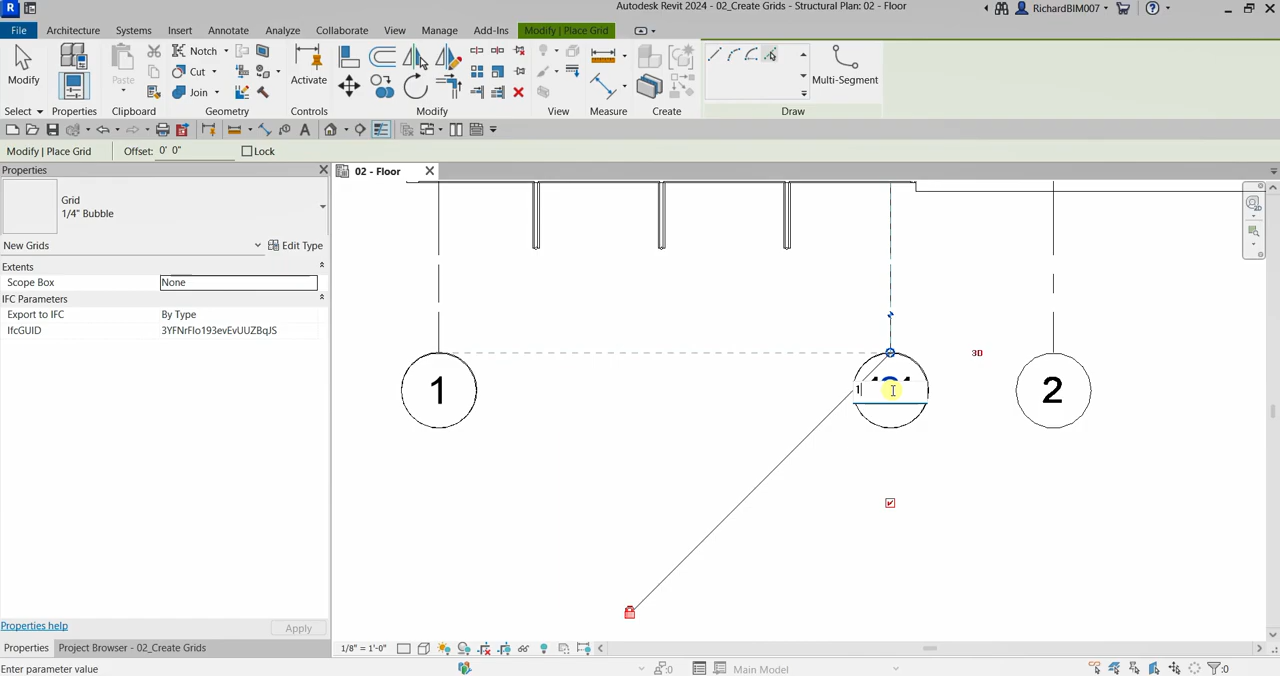 Autodesk Revit 2024 - 02_Create Grids - Structural Plan: 02 - Floor
RichardBIM007
File Architecture Systems Insert Annotate Analyze Collaborate View Manage Add-Ins Modify | Place Grid
Modify
Paste
Notch
Cut
Join
Activate
Multi-Segment
Select Properties Clipboard Geometry Controls Modify View Measure Create Draw
Modify | Place Grid Offset: 0' 0" Lock
Properties
02 - Floor
Grid
1/4" Bubble
New Grids Edit Type
Extents
Scope Box None
IFC Parameters
Export to IFC By Type
IfcGUID 3YFNrFIo193evEvUUZBqJS
3D
1
1
2
Properties help Apply
Properties Project Browser - 02_Create Grids
1/8" = 1'-0"
Enter parameter value
:0
Main Model
:0